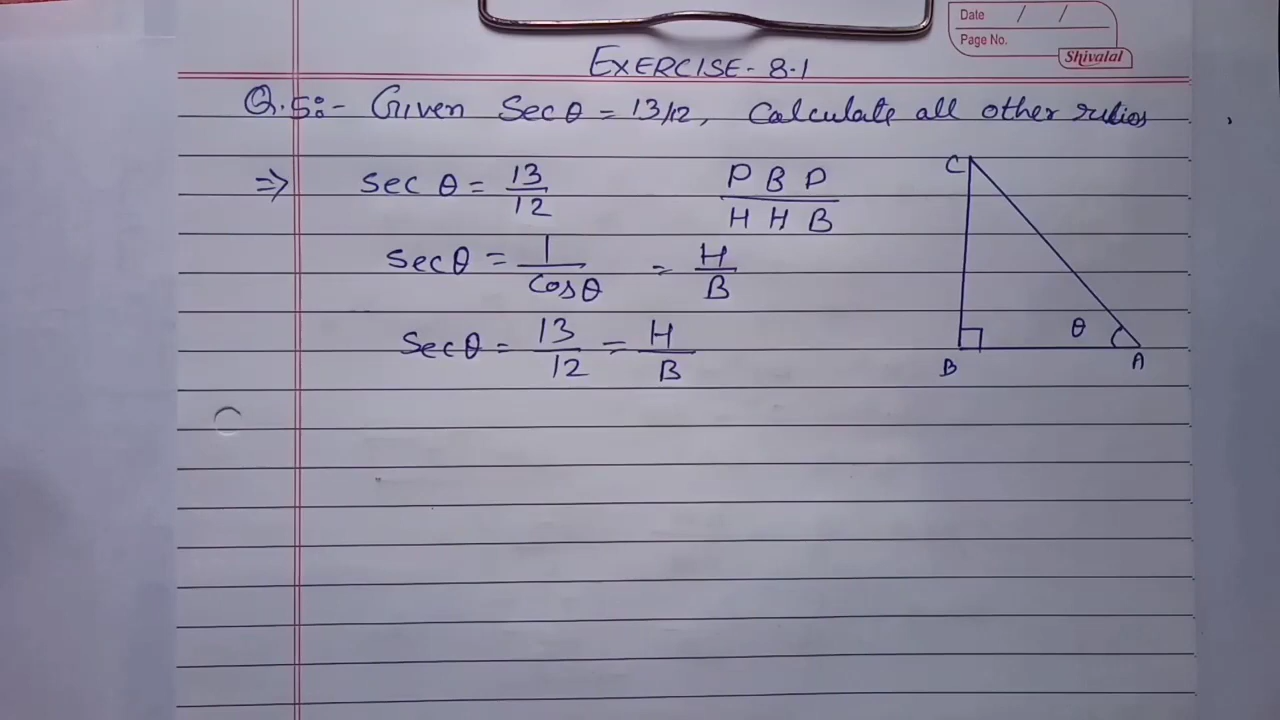 Date / /
Page No.
Shivalal
EXERCISE - 8.1
Q.5:- Given Secθ = 13/12, Calculate all other ratios
⇒ sec θ = 13/12
P B P
H H B
secθ = 1/cosθ = H/B
Secθ = 13/12 = H/B
C
θ
B
A